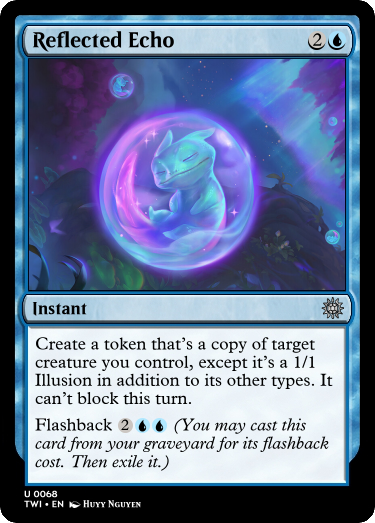 Reflected Echo 2
Instant
Create a token that's a copy of target
creature you control, except it's a 1/1
Illusion in addition to its other types. It
can't block this turn.
Flashback 2 (You may cast this
card from your graveyard for its flashback
cost. Then exile it.)
U 0068
TWI • EN Huyy Nguyen